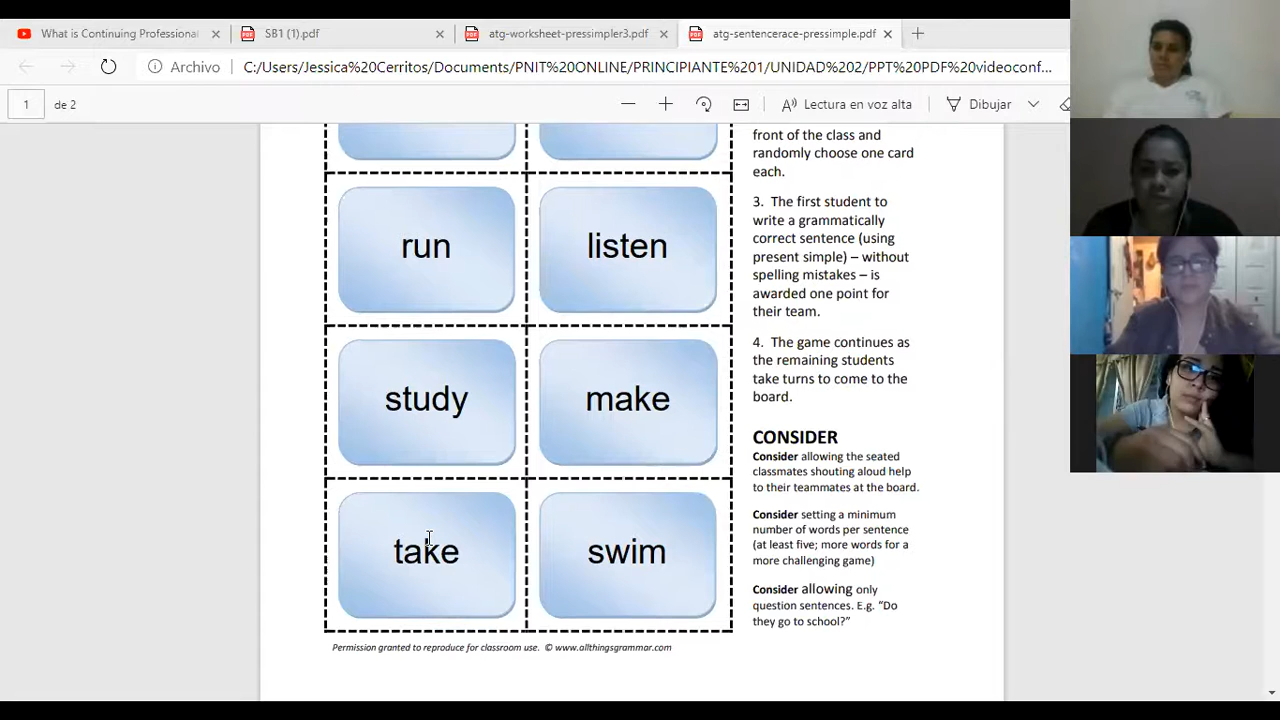 What is Continuing Professional
SB1 (1).pdf
atg-worksheet-pressimpler3.pdf
atg-sentencerace-pressimple.pdf
Archivo
C:/Users/Jessica%20Cerritos/Documents/PNIT%20ONLINE/PRINCIPIANTE%201/UNIDAD%202/PPT%20PDF%20videoconf...
1
de 2
Lectura en voz alta
Dibujar
run
listen
study
make
take
swim
front of the class and
randomly choose one card
each.
3. The first student to
write a grammatically
correct sentence (using
present simple) – without
spelling mistakes – is
awarded one point for
their team.
4. The game continues as
the remaining students
take turns to come to the
board.
CONSIDER
Consider allowing the seated
classmates shouting aloud help
to their teammates at the board.
Consider setting a minimum
number of words per sentence
(at least five; more words for a
more challenging game)
Consider allowing only
question sentences. E.g. “Do
they go to school?”
Permission granted to reproduce for classroom use. © www.allthingsgrammar.com